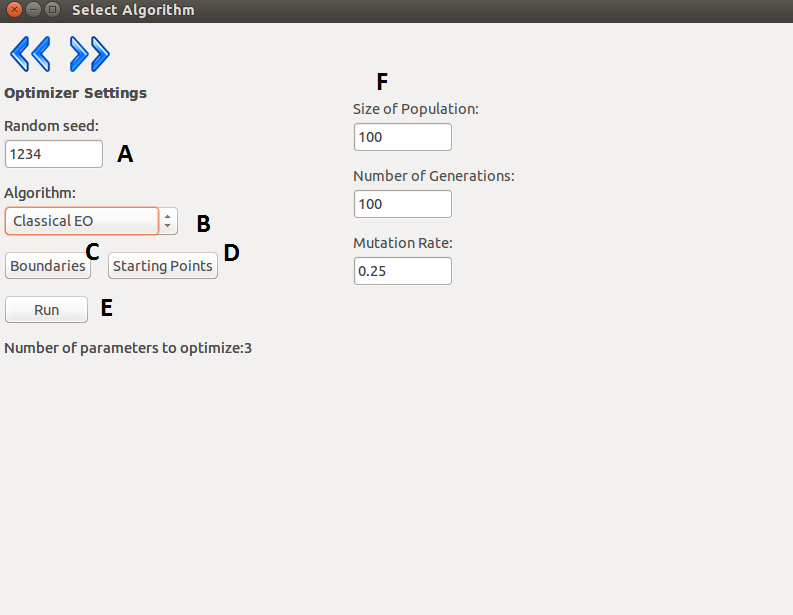 Select Algorithm
Optimizer Settings
Random seed:
1234
A
Algorithm:
Classical EO
B
Boundaries
C
Starting Points
D
Run
E
Number of parameters to optimize:3
F
Size of Population:
100
Number of Generations:
100
Mutation Rate:
0.25